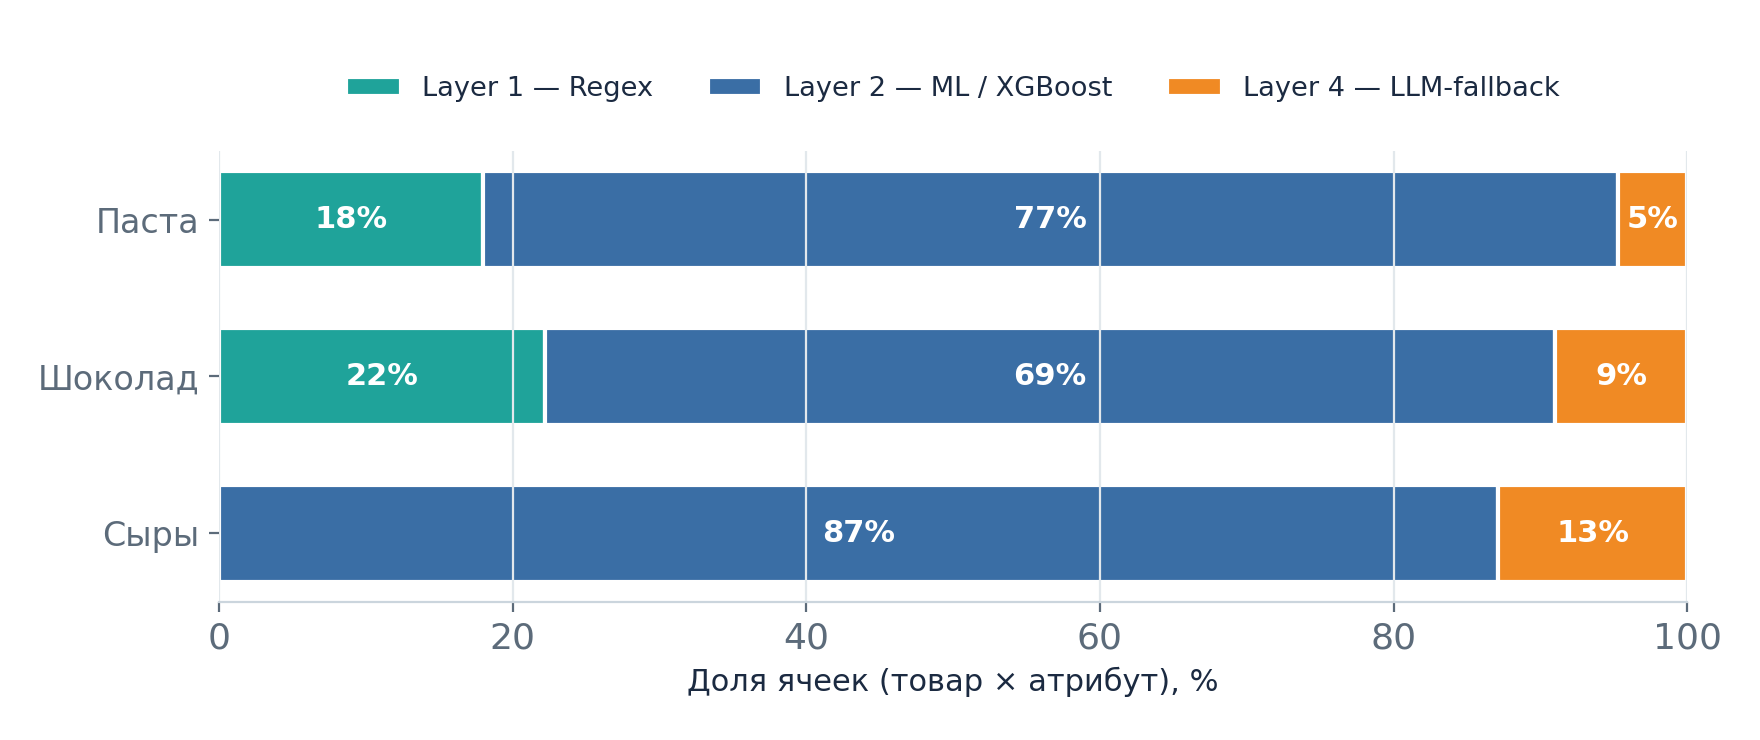 Layer 1 — Regex Layer 2 — ML / XGBoost Layer 4 — LLM-fallback
Паста 18% 77% 5%
Шоколад 22% 69% 9%
Сыры 87% 13%
0 20 40 60 80 100
Доля ячеек (товар × атрибут), %